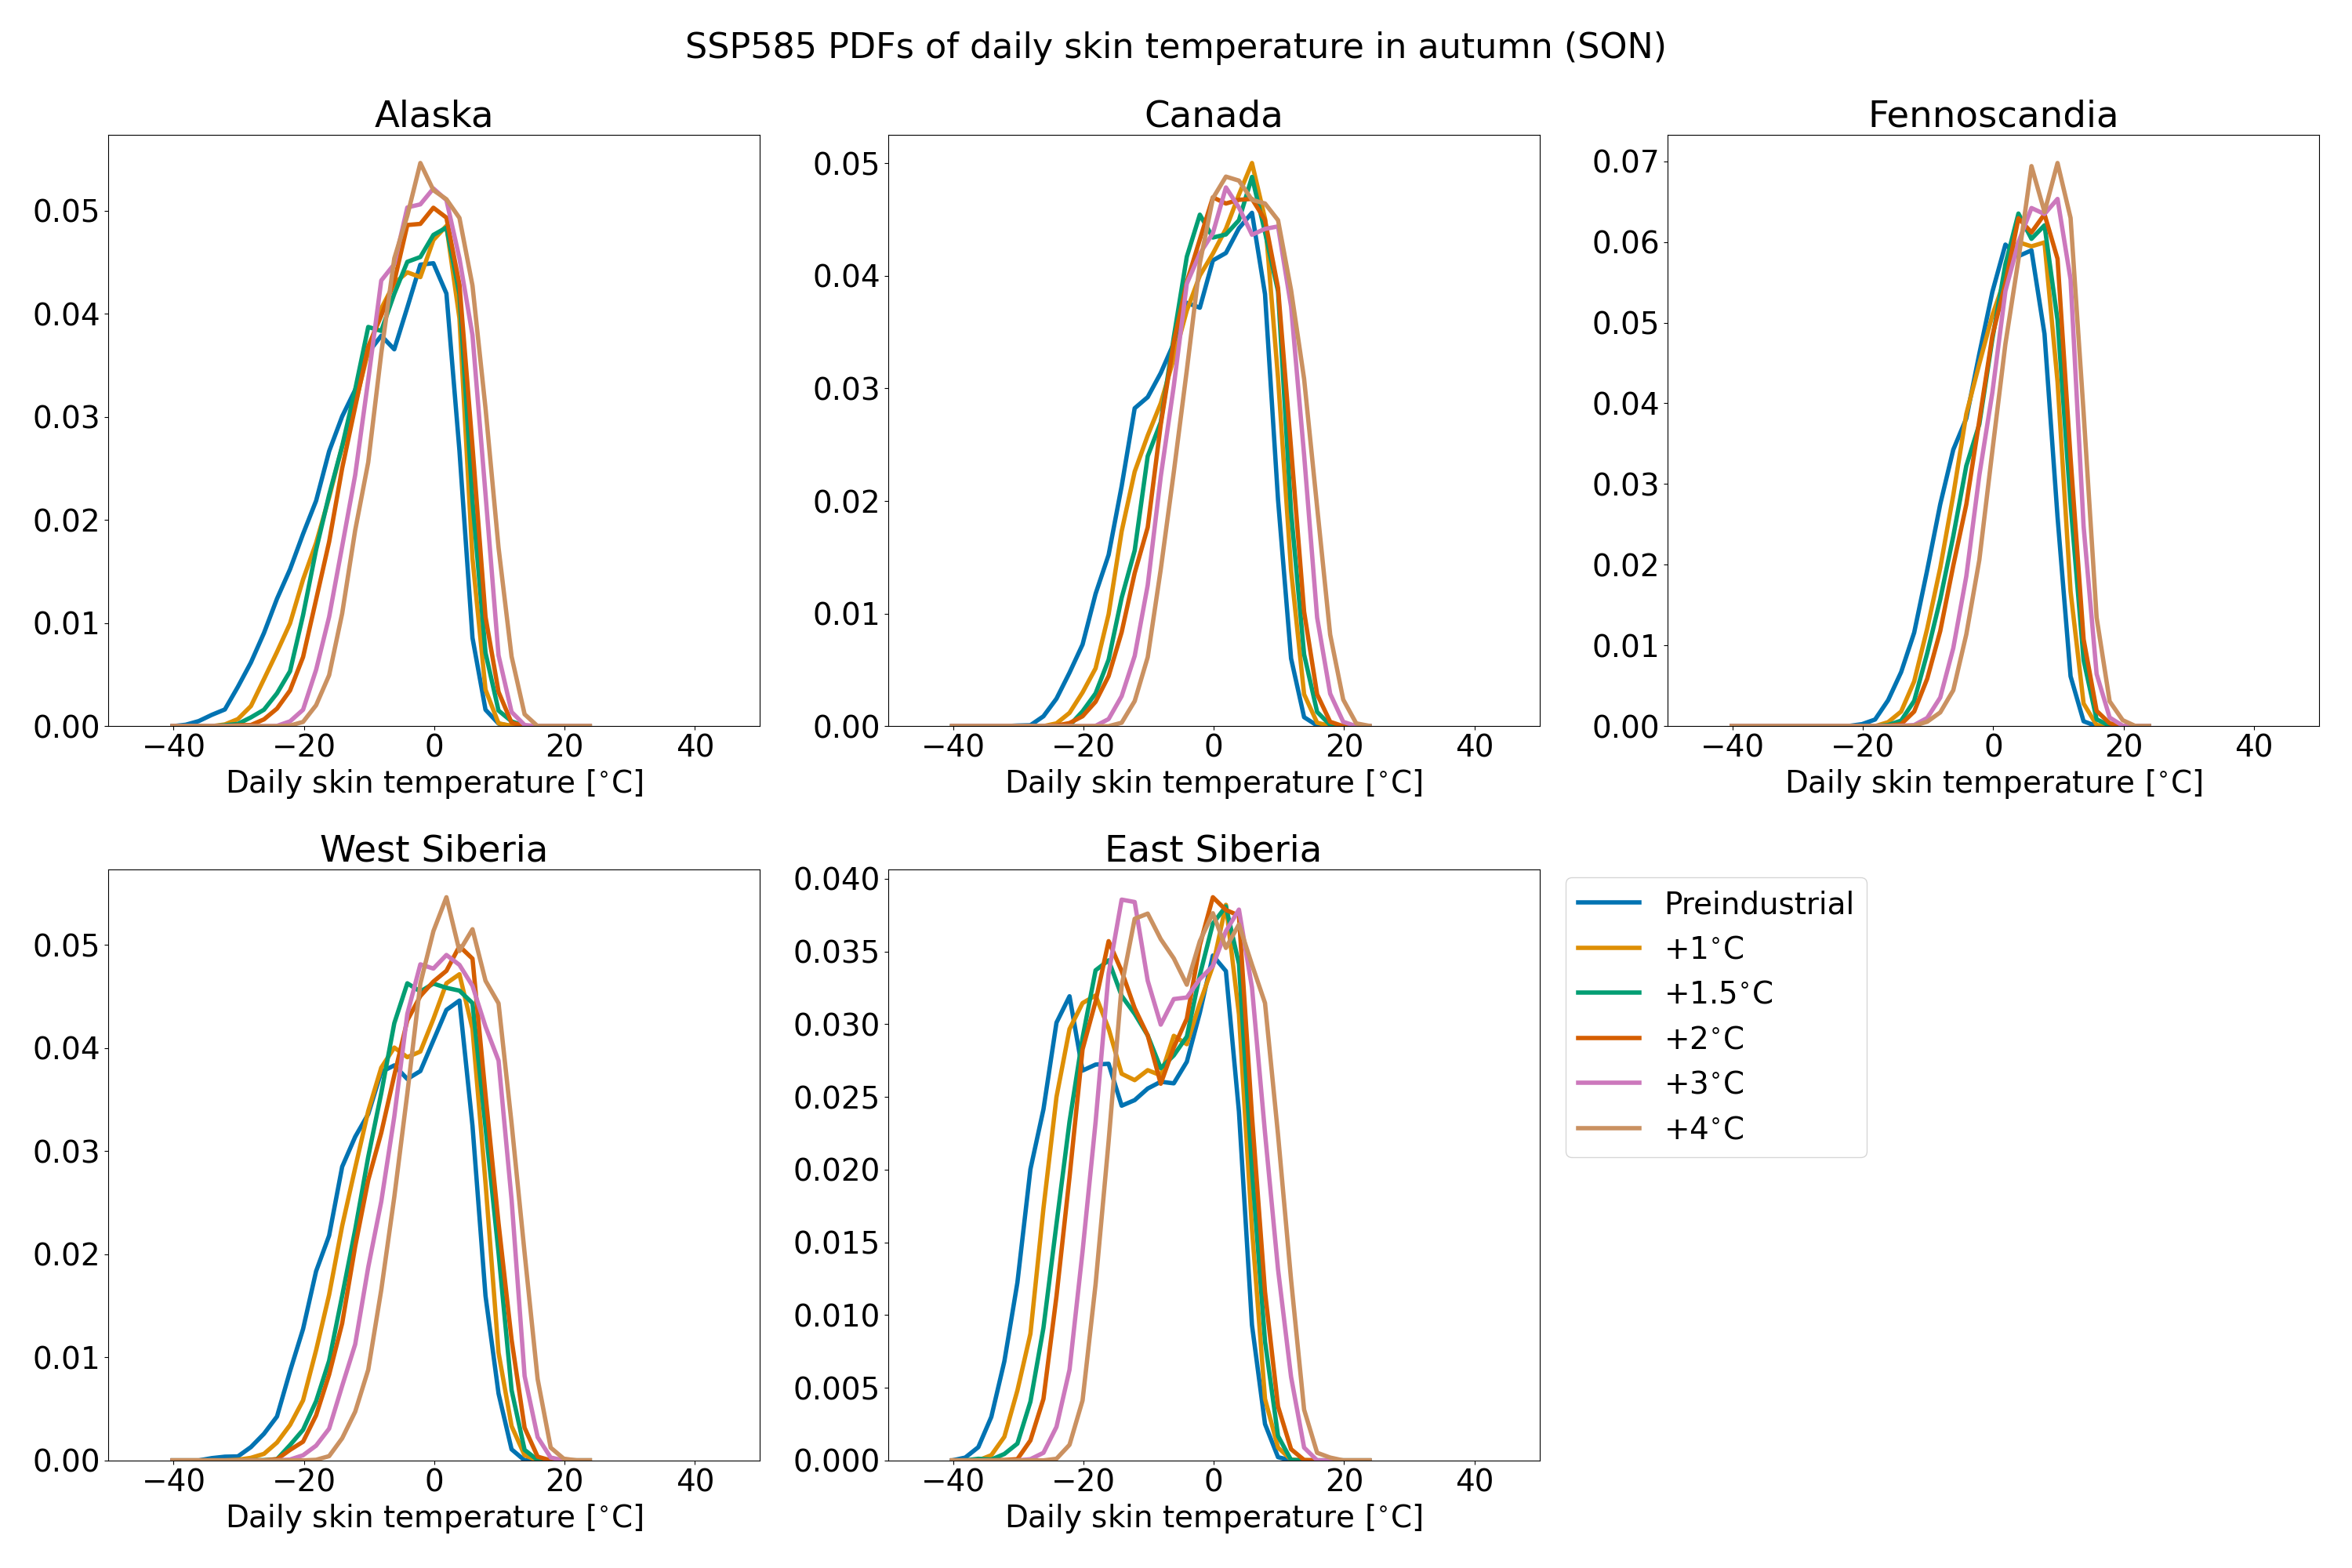 SSP585 PDFs of daily skin temperature in autumn (SON)
Alaska
0.05
0.04
0.03
0.02
0.01
0.00
−40 −20 0 20 40
Daily skin temperature [°C]
Canada
0.05
0.04
0.03
0.02
0.01
0.00
−40 −20 0 20 40
Daily skin temperature [°C]
Fennoscandia
0.07
0.06
0.05
0.04
0.03
0.02
0.01
0.00
−40 −20 0 20 40
Daily skin temperature [°C]
West Siberia
0.05
0.04
0.03
0.02
0.01
0.00
−40 −20 0 20 40
Daily skin temperature [°C]
East Siberia
0.040
0.035
0.030
0.025
0.020
0.015
0.010
0.005
0.000
−40 −20 0 20 40
Daily skin temperature [°C]
Preindustrial
+1°C
+1.5°C
+2°C
+3°C
+4°C